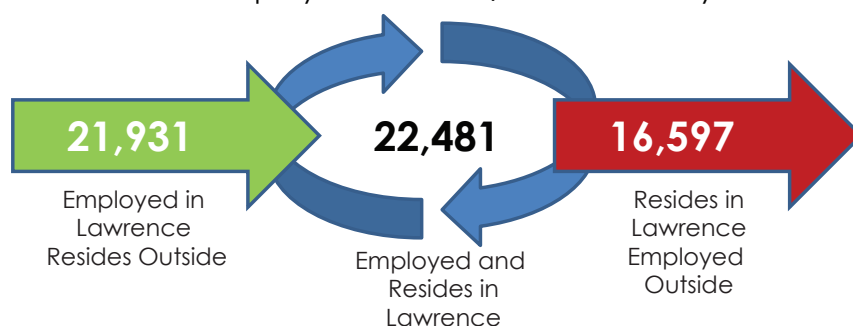 21,931
22,481
16,597
Employed in
Lawrence
Resides Outside
Employed and
Resides in
Lawrence
Resides in
Lawrence
Employed
Outside